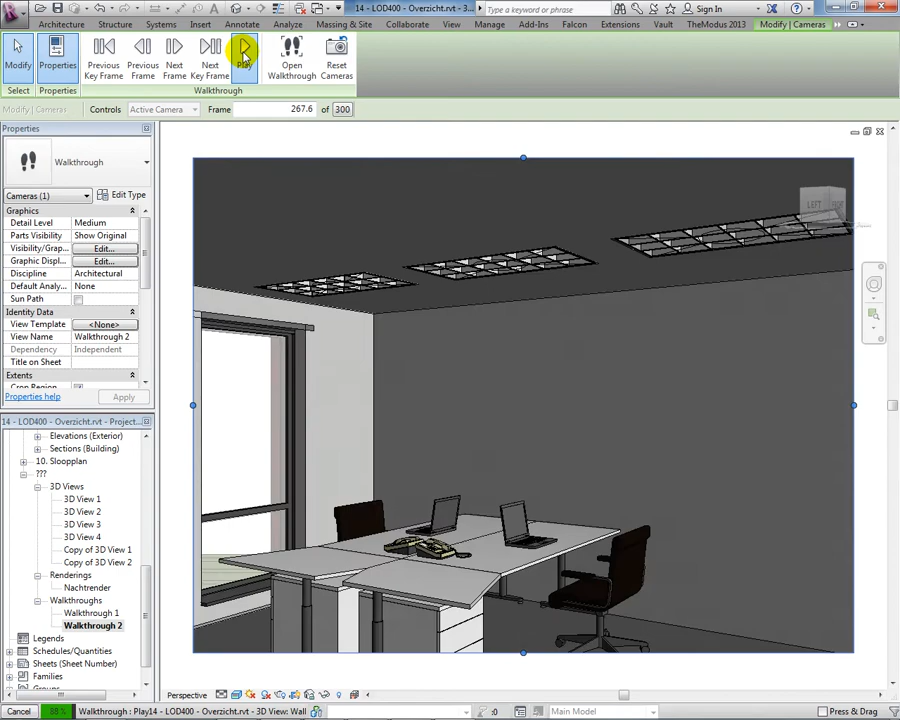 14 - LOD400 - Overzicht.rvt - 3...
Type a keyword or phrase
Architecture Structure Systems Insert Annotate Analyze Massing & Site Collaborate View Manage Add-Ins Falcon Extensions Vault TheModus 2013 Modify | Cameras
Modify Properties Previous Key Frame Previous Frame Next Frame Next Key Frame Play Open Walkthrough Reset Cameras
Select Properties Walkthrough
Modify | Cameras Controls Active Camera Frame 267.6 of 300
Properties
Walkthrough
Cameras (1) Edit Type
Graphics
Detail Level Medium
Parts Visibility Show Original
Visibility/Grap... Edit...
Graphic Displ... Edit...
Discipline Architectural
Default Analy... None
Sun Path
Identity Data
View Template <None>
View Name Walkthrough 2
Dependency Independent
Title on Sheet
Extents
Crop Region
Properties help Apply
14 - LOD400 - Overzicht.rvt - Project...
Elevations (Exterior)
Sections (Building)
10. Sloopplan
???
3D Views
3D View 1
3D View 2
3D View 3
3D View 4
Copy of 3D View 1
Copy of 3D View 2
Renderings
Nachtrender
Walkthroughs
Walkthrough 1
Walkthrough 2
Legends
Schedules/Quantities
Sheets (Sheet Number)
Families
Groups
LEFT
Perspective
Cancel 88 % Walkthrough : Play14 - LOD400 - Overzicht.rvt - 3D View: Wall :0 Main Model Press & Drag